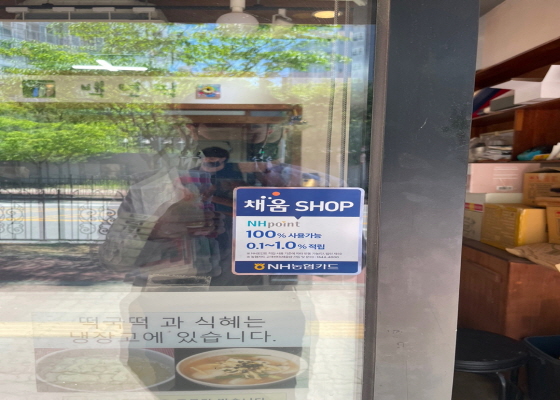 채움 SHOP
NHpoint
100% 사용가능
0.1~1.0% 적립
NH농협카드
떡국떡 과 식혜는
냉장고에 있습니다.